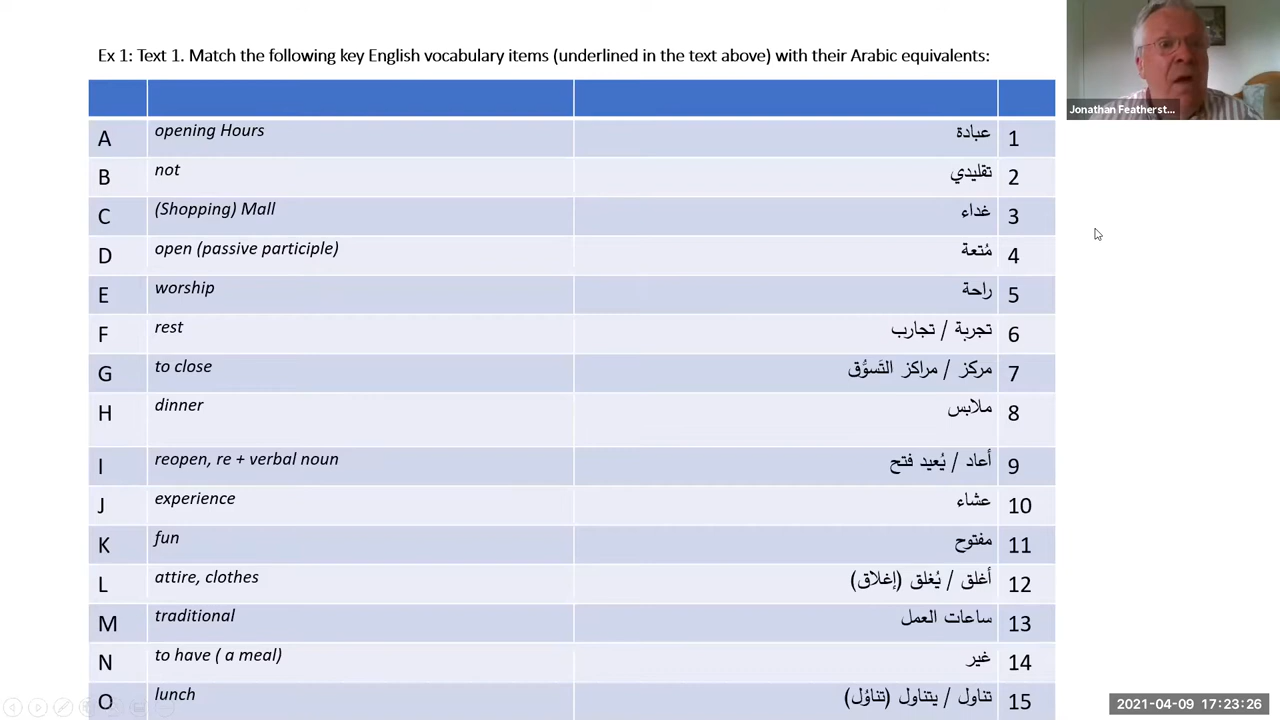 Ex 1: Text 1. Match the following key English vocabulary items (underlined in the text above) with their Arabic equivalents:
Jonathan Featherst...
A opening Hours عبادة 1
B not تقليدي 2
C (Shopping) Mall غداء 3
D open (passive participle) مُتعة 4
E worship راحة 5
F rest تجربة / تجارب 6
G to close مركز / مراكز التَسوُّق 7
H dinner ملابس 8
I reopen, re + verbal noun أعاد / يُعيد فتح 9
J experience عشاء 10
K fun مفتوح 11
L attire, clothes أغلق / يُغلق (إغلاق) 12
M traditional ساعات العمل 13
N to have ( a meal) غير 14
O lunch تناول / يتناول (تناوُل) 15
2021-04-09 17:23:26